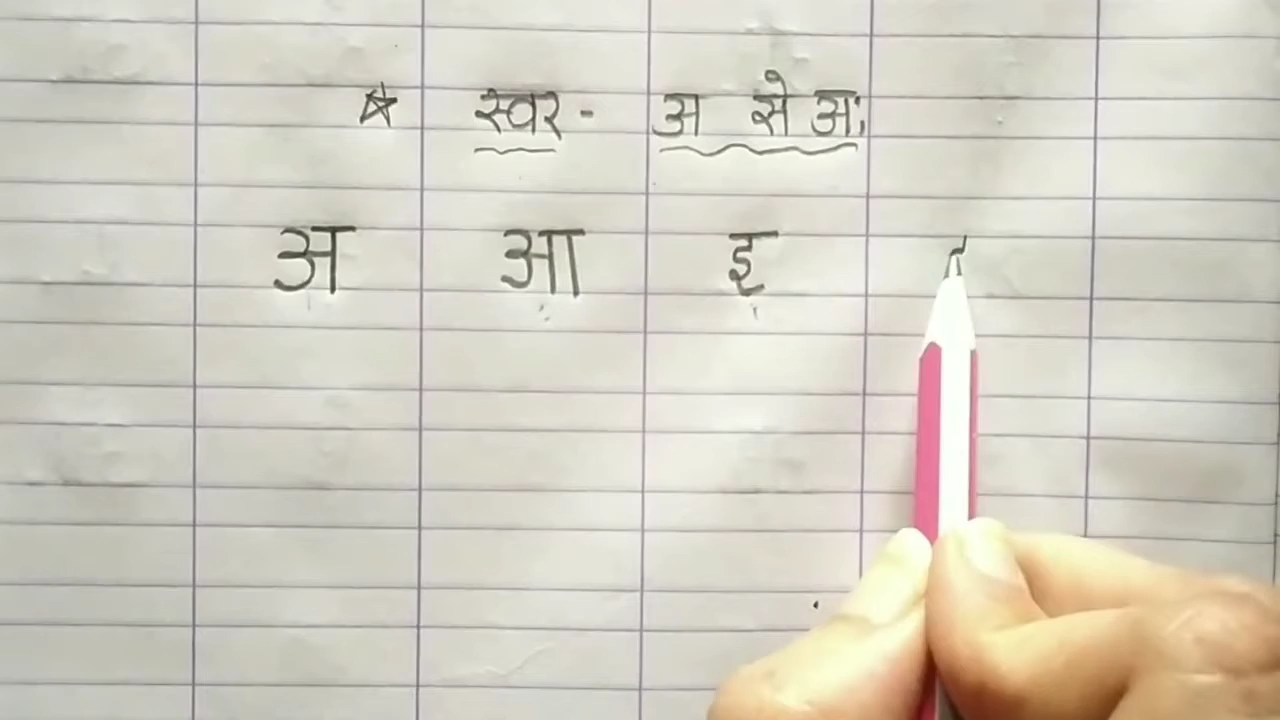 ☆ स्वर - अ से अः
अ आ इ